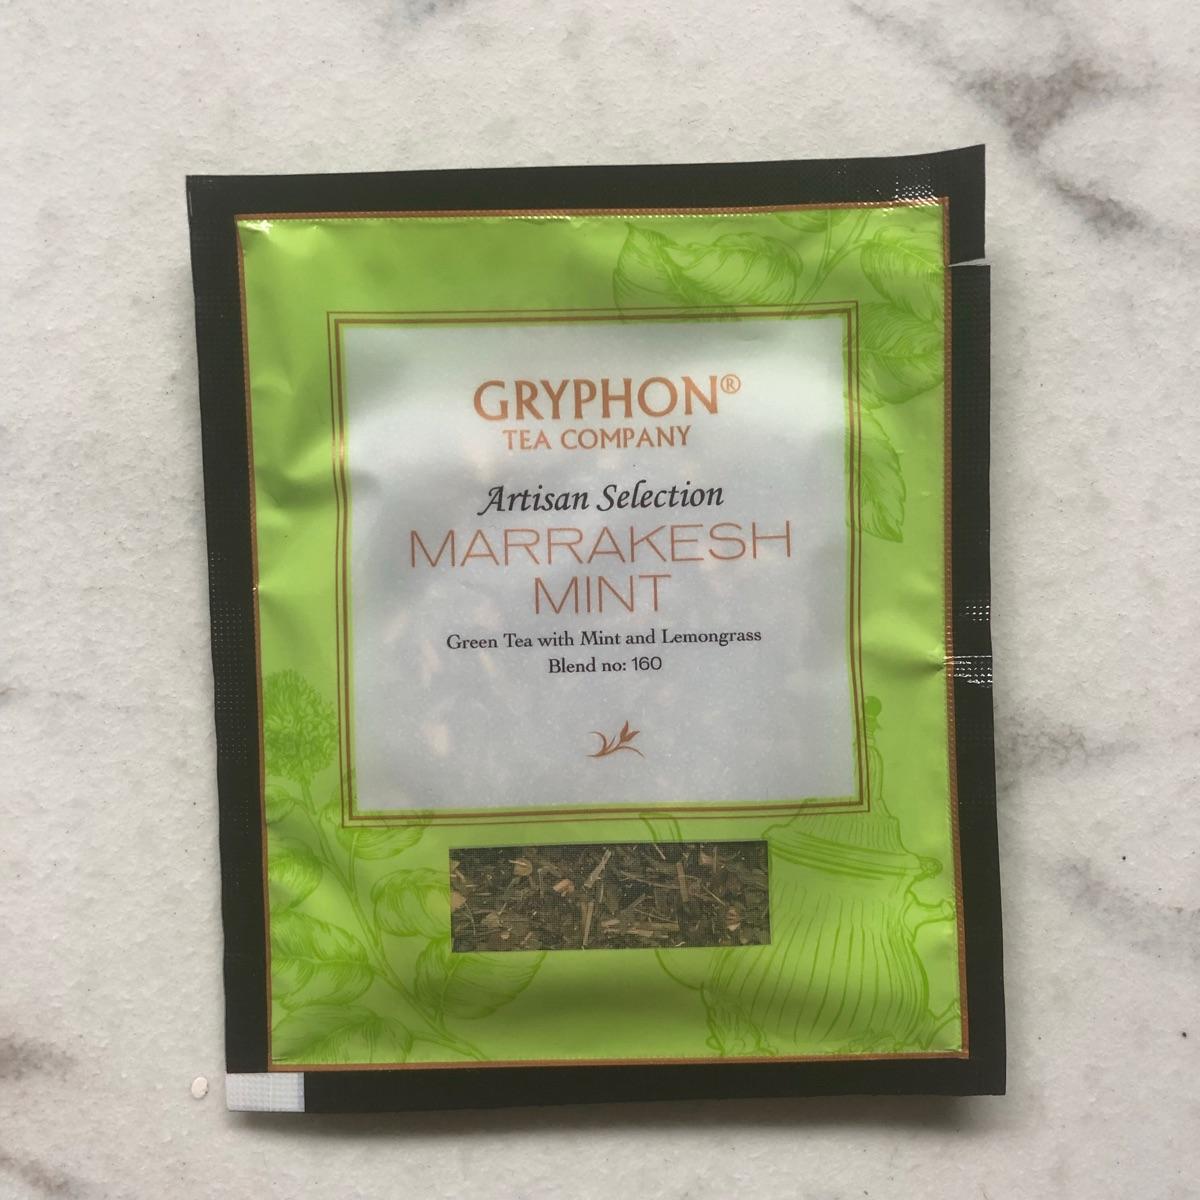 GRYPHON®
TEA COMPANY
Artisan Selection
MARRAKESH
MINT
Green Tea with Mint and Lemongrass
Blend no: 160